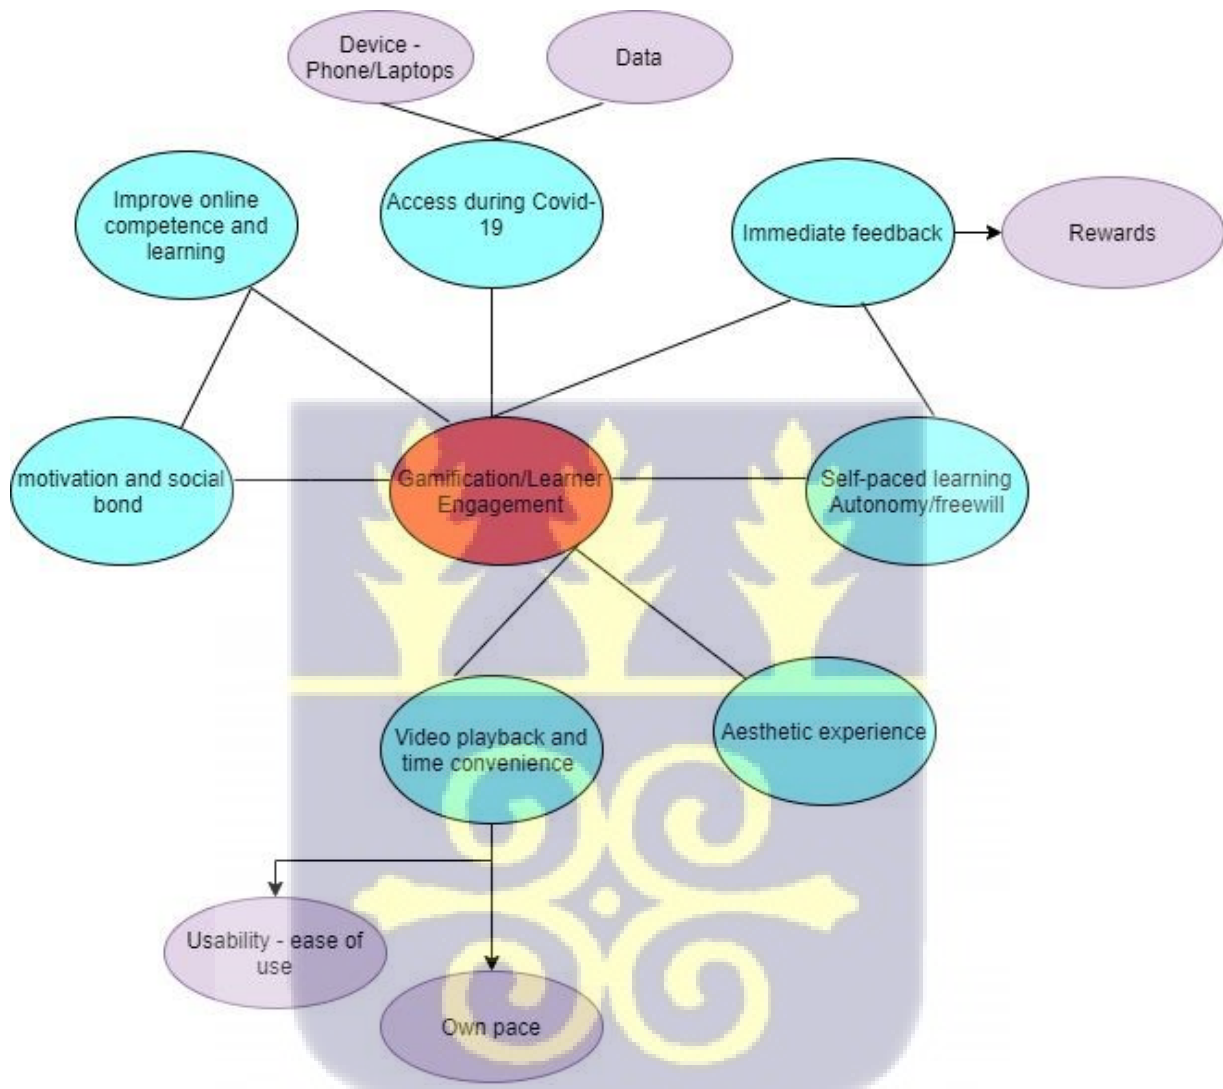 Device -
Phone/Laptops
Data
Improve online
competence and
learning
Access during Covid-
19
Immediate feedback
Rewards
motivation and social
bond
Gamification/Learner
Engagement
Self-paced learning
Autonomy/freewill
Video playback and
time convenience
Aesthetic experience
Usability - ease of
use
Own pace